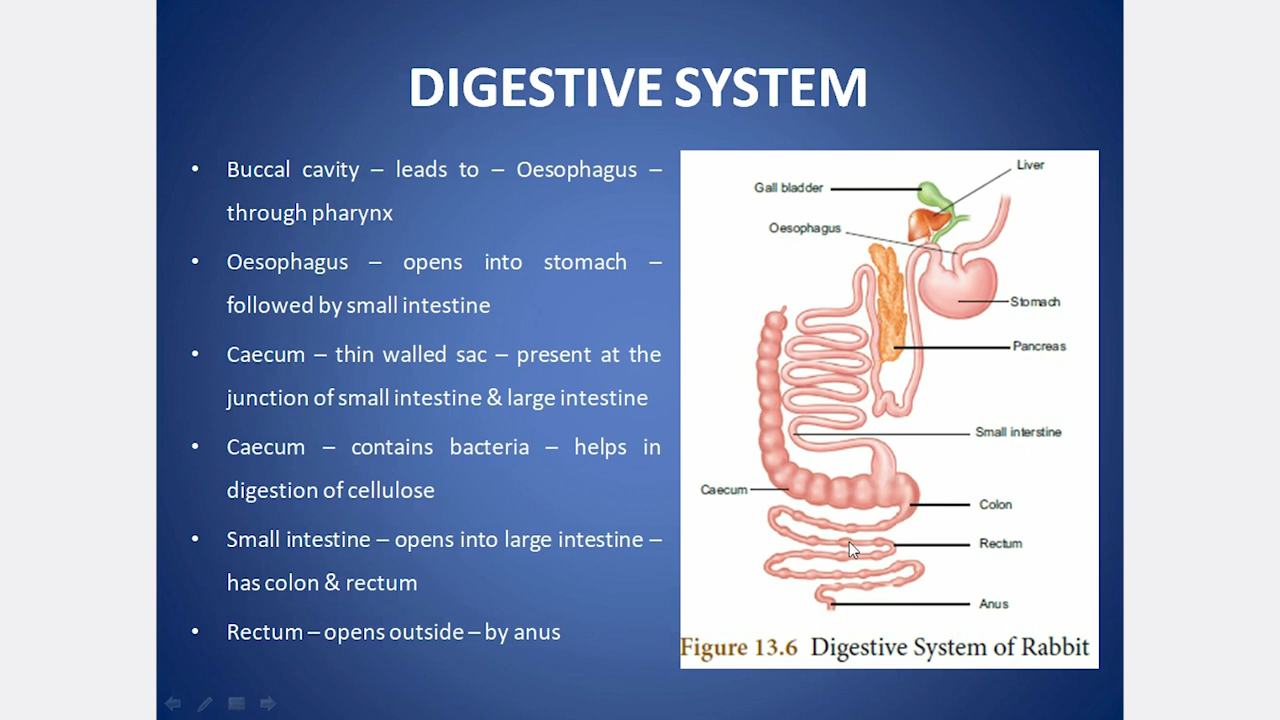 DIGESTIVE SYSTEM
• Buccal cavity – leads to – Oesophagus –
through pharynx
• Oesophagus – opens into stomach –
followed by small intestine
• Caecum – thin walled sac – present at the
junction of small intestine & large intestine
• Caecum – contains bacteria – helps in
digestion of cellulose
• Small intestine – opens into large intestine –
has colon & rectum
• Rectum – opens outside – by anus
Liver
Gall bladder
Oesophagus
Stomach
Pancreas
Small interstine
Caecum
Colon
Rectum
Anus
Figure 13.6 Digestive System of Rabbit